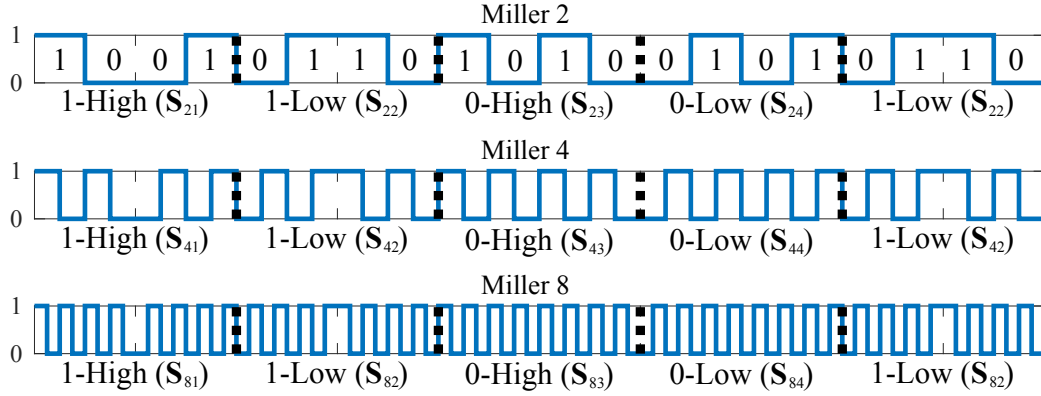 Miller 2
1
1 0 0 1 0 1 1 0 1 0 1 0 0 1 0 1 0 1 1 0
0
1-High (S21) 1-Low (S22) 0-High (S23) 0-Low (S24) 1-Low (S22)
Miller 4
1
0
1-High (S41) 1-Low (S42) 0-High (S43) 0-Low (S44) 1-Low (S42)
Miller 8
1
0
1-High (S81) 1-Low (S82) 0-High (S83) 0-Low (S84) 1-Low (S82)